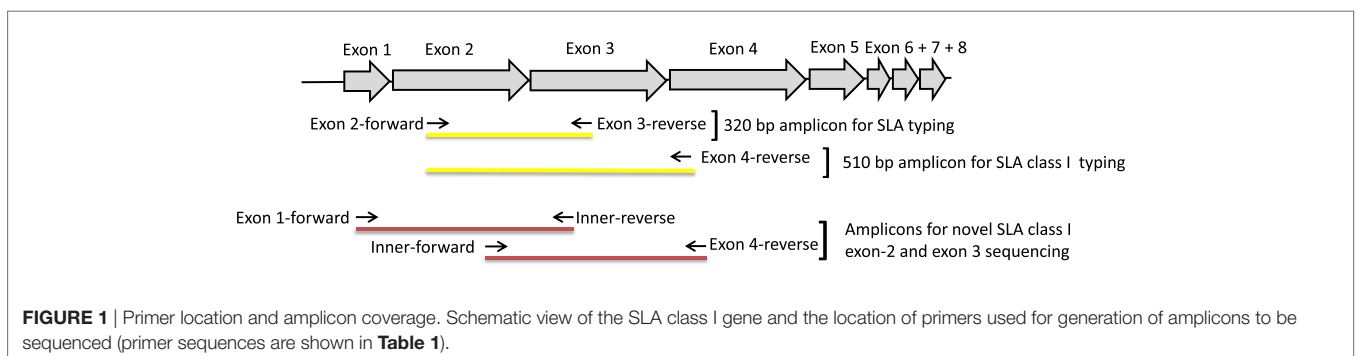 Exon 1 Exon 2 Exon 3 Exon 4 Exon 5 Exon 6 + 7 + 8
Exon 2-forward Exon 3-reverse ] 320 bp amplicon for SLA typing
Exon 4-reverse ] 510 bp amplicon for SLA class I typing
Exon 1-forward Inner-reverse
Inner-forward Exon 4-reverse ]
Amplicons for novel SLA class I
exon-2 and exon 3 sequencing
FIGURE 1 | Primer location and amplicon coverage. Schematic view of the SLA class I gene and the location of primers used for generation of amplicons to be
sequenced (primer sequences are shown in Table 1).